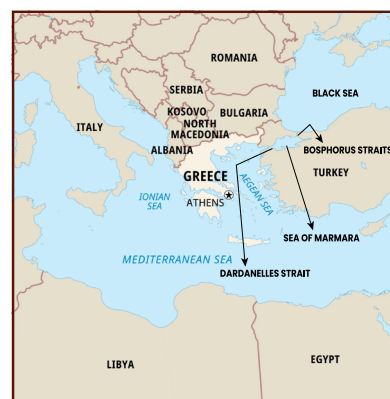 ROMANIA
BLACK SEA
SERBIA
KOSOVO
BULGARIA
NORTH
MACEDONIA
ITALY
ALBANIA
BOSPHORUS STRAITS
TURKEY
GREECE
AEGEAN SEA
IONIAN
SEA
ATHENS
SEA OF MARMARA
MEDITERRANEAN SEA
DARDANELLES STRAIT
LIBYA
EGYPT